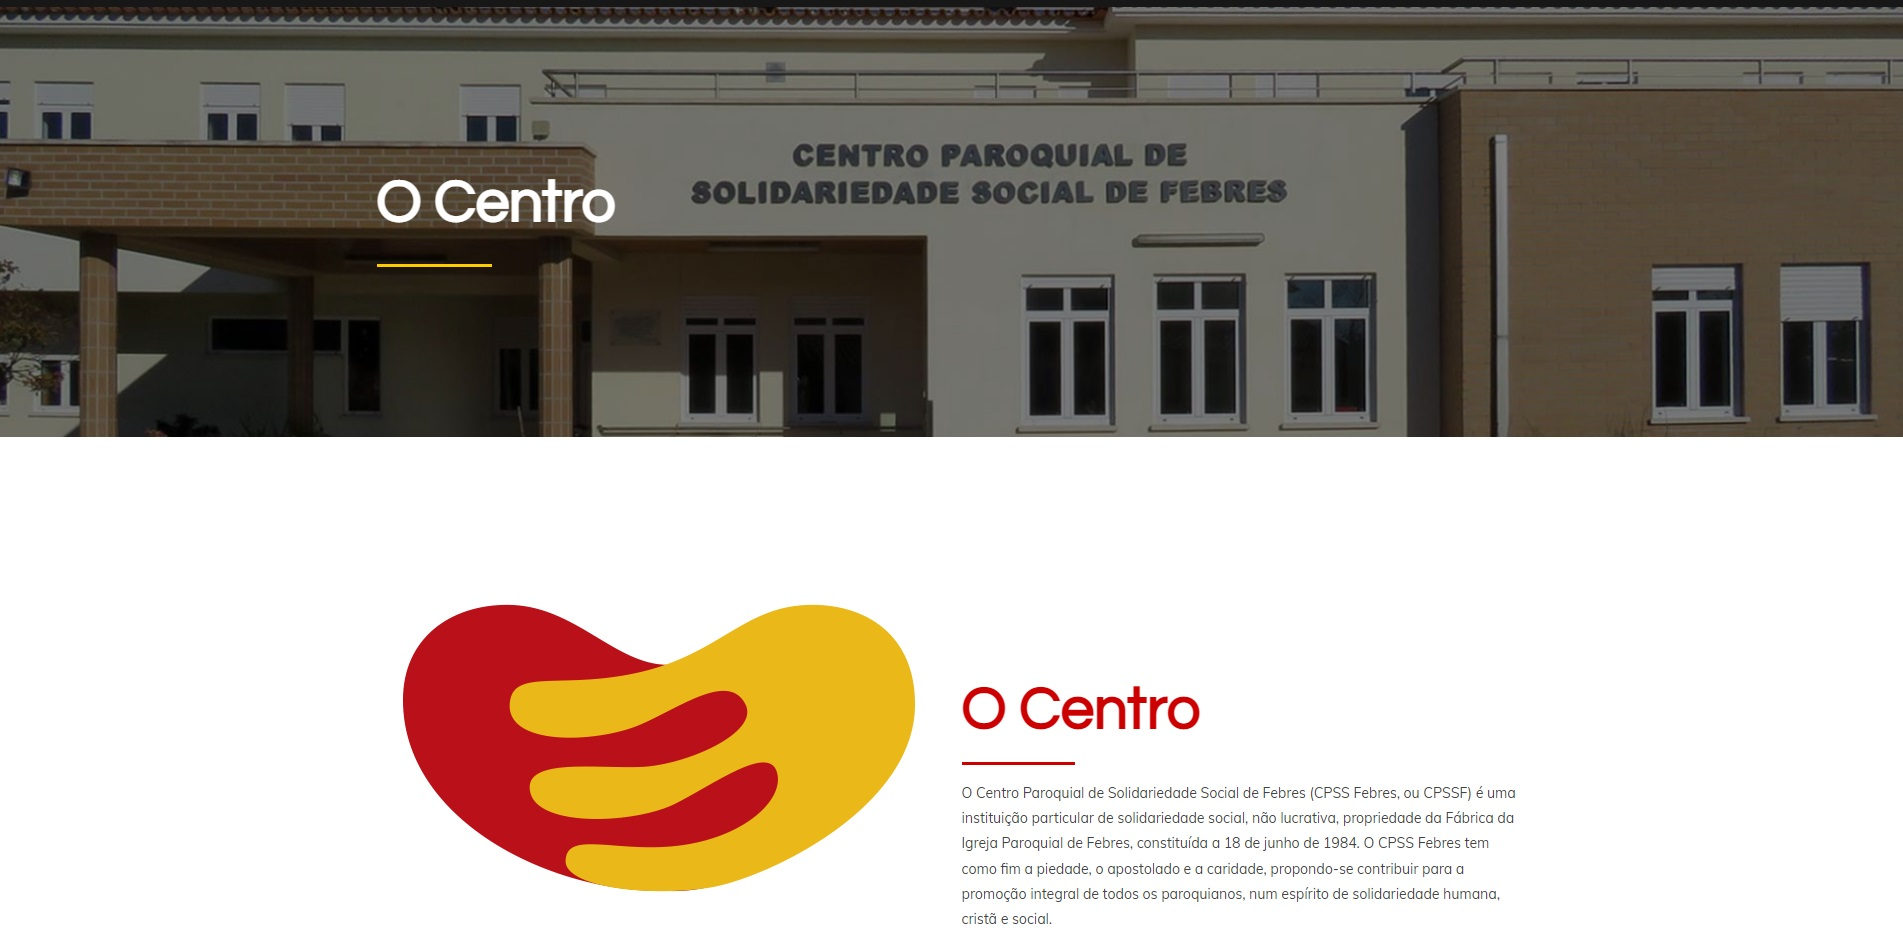 CENTRO PAROQUIAL DE
SOLIDARIEDADE SOCIAL DE FEBRES
O Centro
O Centro
O Centro Paroquial de Solidariedade Social de Febres (CPSS Febres, ou CPSSF) é uma
instituição particular de solidariedade social, não lucrativa, propriedade da Fábrica da
Igreja Paroquial de Febres, constituída a 18 de junho de 1984. O CPSS Febres tem
como fim a piedade, o apostolado e a caridade, propondo-se contribuir para a
promoção integral de todos os paroquianos, num espírito de solidariedade humana,
cristã e social.